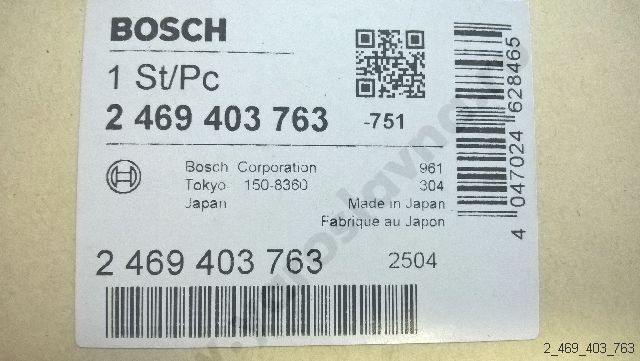 BOSCH
1 St/Pc
2 469 403 763 -751
Bosch Corporation 961
Tokyo 150-8360 304
Japan Made in Japan
Fabrique au Japon
2 469 403 763 2504
4 047024 628465
2_469_403_763